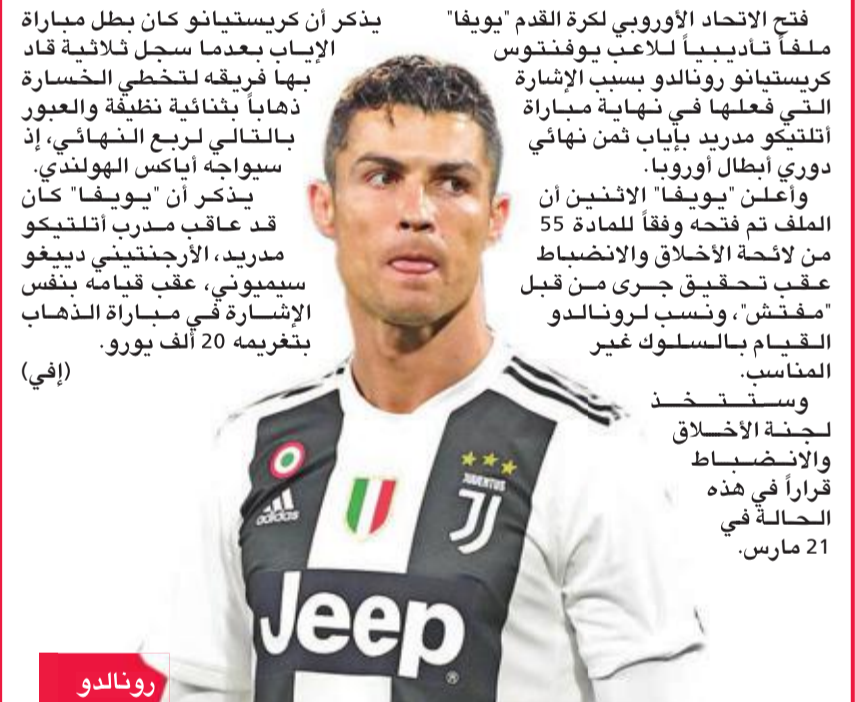 فتح الاتحاد الأوروبي لكرة القدم "يويفا"
ملفاً تأديبياً للاعب يوفنتوس
كريستيانو رونالدو بسبب الإشارة
التي فعلها في نهاية مباراة
أتلتيكو مدريد بإياب ثمن نهائي
دوري أبطال أوروبا.
وأعلن "يويفا" الاثنين أن
الملف تم فتحه وفقاً للمادة 55
من لائحة الأخلاق والانضباط
عقب تحقيق جرى من قبل
"مفتش"، ونسب لرونالدو
القيام بالسلوك غير
المناسب.
وستتخذ
لجنة الأخلاق
والانضباط
قراراً في هذه
الحالة في
21 مارس.
يذكر أن كريستيانو كان بطل مباراة
الإياب بعدما سجل ثلاثية قاد
بها فريقه لتخطي الخسارة
ذهاباً بثنائية نظيفة والعبور
بالتالي لربع النهائي، إذ
سيواجه أياكس الهولندي.
يذكر أن "يويفا" كان
قد عاقب مدرب أتلتيكو
مدريد، الأرجنتيني دييغو
سيميوني، عقب قيامه بنفس
الإشارة في مباراة الذهاب
بتغريمه 20 ألف يورو.
(إفي)
JUVENTUS
adidas
Jeep
رونالدو